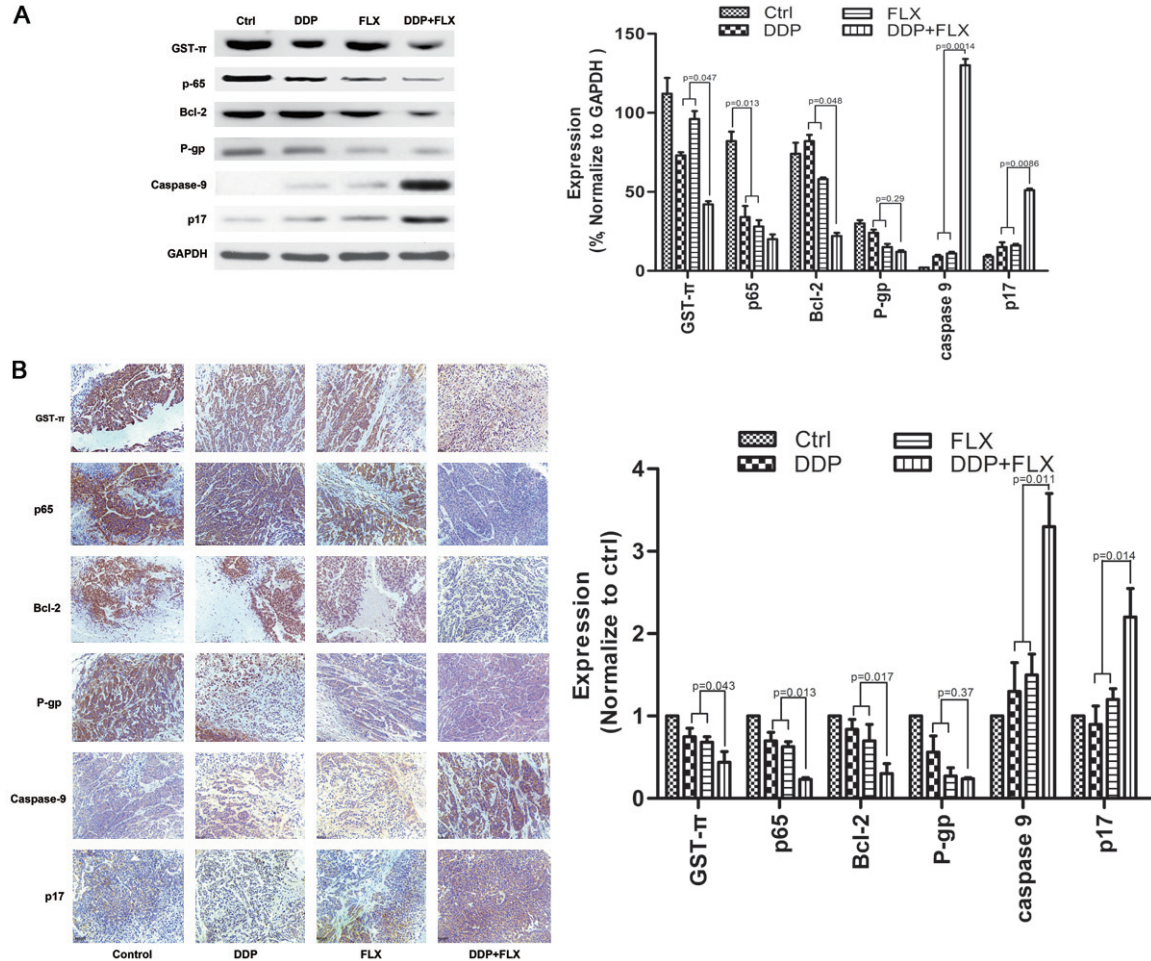 A
Ctrl DDP FLX DDP+FLX
GST-π
p-65
Bcl-2
P-gp
Caspase-9
p17
GAPDH
Ctrl FLX
DDP DDP+FLX
Expression
(%, Normalize to GAPDH)
150
100
50
0
p=0.047
p=0.013
p=0.048
p=0.29
p=0.0014
p=0.0086
GST-π
p65
Bcl-2
P-gp
caspase 9
p17
B
GST-π
p65
Bcl-2
P-gp
Caspase-9
p17
Control DDP FLX DDP+FLX
Ctrl FLX
DDP DDP+FLX
Expression
(Normalize to ctrl)
4
3
2
1
0
p=0.043
p=0.013
p=0.017
p=0.37
p=0.011
p=0.014
GST-π
p65
Bcl-2
P-gp
caspase 9
p17